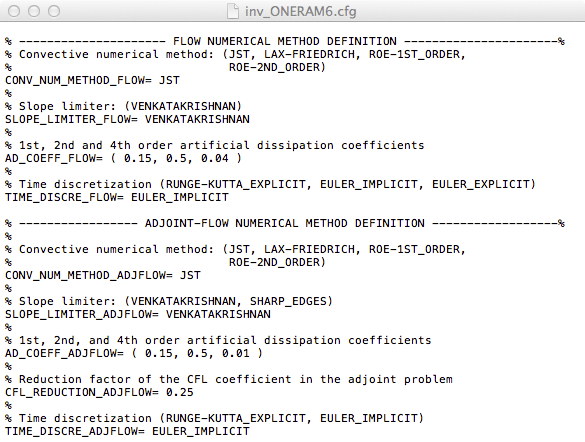 inv_ONERAM6.cfg
% --------------------- FLOW NUMERICAL METHOD DEFINITION ----------------------%
% Convective numerical method: (JST, LAX-FRIEDRICH, ROE-1ST_ORDER,
%                               ROE-2ND_ORDER)
CONV_NUM_METHOD_FLOW= JST
%
% Slope limiter: (VENKATAKRISHNAN)
SLOPE_LIMITER_FLOW= VENKATAKRISHNAN
%
% 1st, 2nd and 4th order artificial dissipation coefficients
AD_COEFF_FLOW= ( 0.15, 0.5, 0.04 )
%
% Time discretization (RUNGE-KUTTA_EXPLICIT, EULER_IMPLICIT, EULER_EXPLICIT)
TIME_DISCRE_FLOW= EULER_IMPLICIT
% ----------------- ADJOINT-FLOW NUMERICAL METHOD DEFINITION ------------------%
%
% Convective numerical method: (JST, LAX-FRIEDRICH, ROE-1ST_ORDER,
%                               ROE-2ND_ORDER)
CONV_NUM_METHOD_ADJFLOW= JST
%
% Slope limiter: (VENKATAKRISHNAN, SHARP_EDGES)
SLOPE_LIMITER_ADJFLOW= VENKATAKRISHNAN
%
% 1st, 2nd, and 4th order artificial dissipation coefficients
AD_COEFF_ADJFLOW= ( 0.15, 0.5, 0.01 )
%
% Reduction factor of the CFL coefficient in the adjoint problem
CFL_REDUCTION_ADJFLOW= 0.25
%
% Time discretization (RUNGE-KUTTA_EXPLICIT, EULER_IMPLICIT)
TIME_DISCRE_ADJFLOW= EULER_IMPLICIT